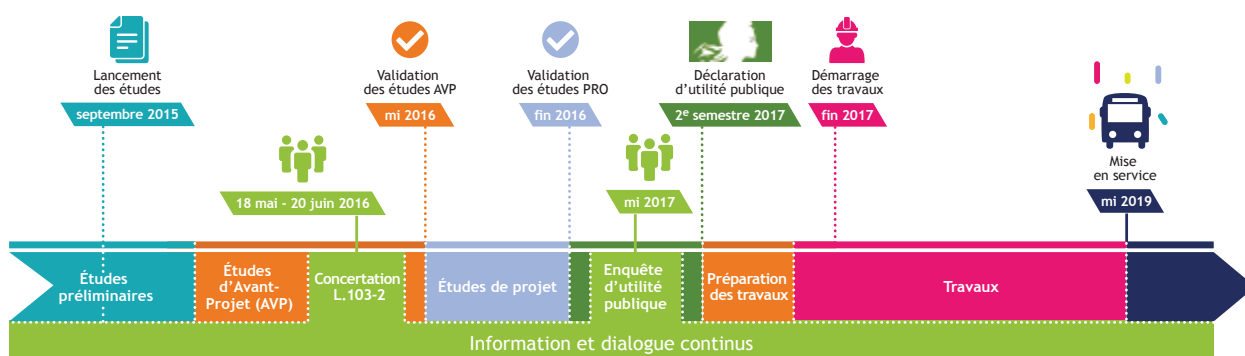 Lancement
des études
septembre 2015
Validation
des études AVP
mi 2016
Validation
des études PRO
fin 2016
Déclaration
d'utilité publique
2e semestre 2017
Démarrage
des travaux
fin 2017
18 mai - 20 juin 2016
mi 2017
Mise
en service
mi 2019
Études
préliminaires
Études
d'Avant-
Projet (AVP)
Concertation
L.103-2
Études de projet
Enquête
d'utilité
publique
Préparation
des travaux
Travaux
Information et dialogue continus